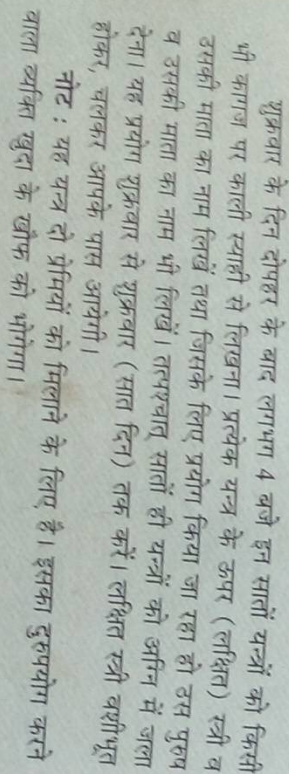 शुक्रवार के दिन दोपहर के बाद लगभग 4 बजे इन सातों यन्त्रों को किसी
भी कागज पर काली स्याही से लिखना। प्रत्येक यन्त्र के ऊपर (लक्षित) स्त्री व
उसकी माता का नाम लिखें तथा जिसके लिए प्रयोग किया जा रहा हो उस पुरुष
व उसकी माता का नाम भी लिखें। तत्पश्चात् सातों ही यन्त्रों को अग्नि में जला
देना। यह प्रयोग शुक्रवार से शुक्रवार (सात दिन) तक करें। लक्षित स्त्री वशीभूत
होकर, चलकर आपके पास आयेगी।
नोट : यह यन्त्र दो प्रेमियों को मिलाने के लिए है। इसका दुरुपयोग करने
वाला व्यक्ति खुदा के खौफ को भोगेगा।